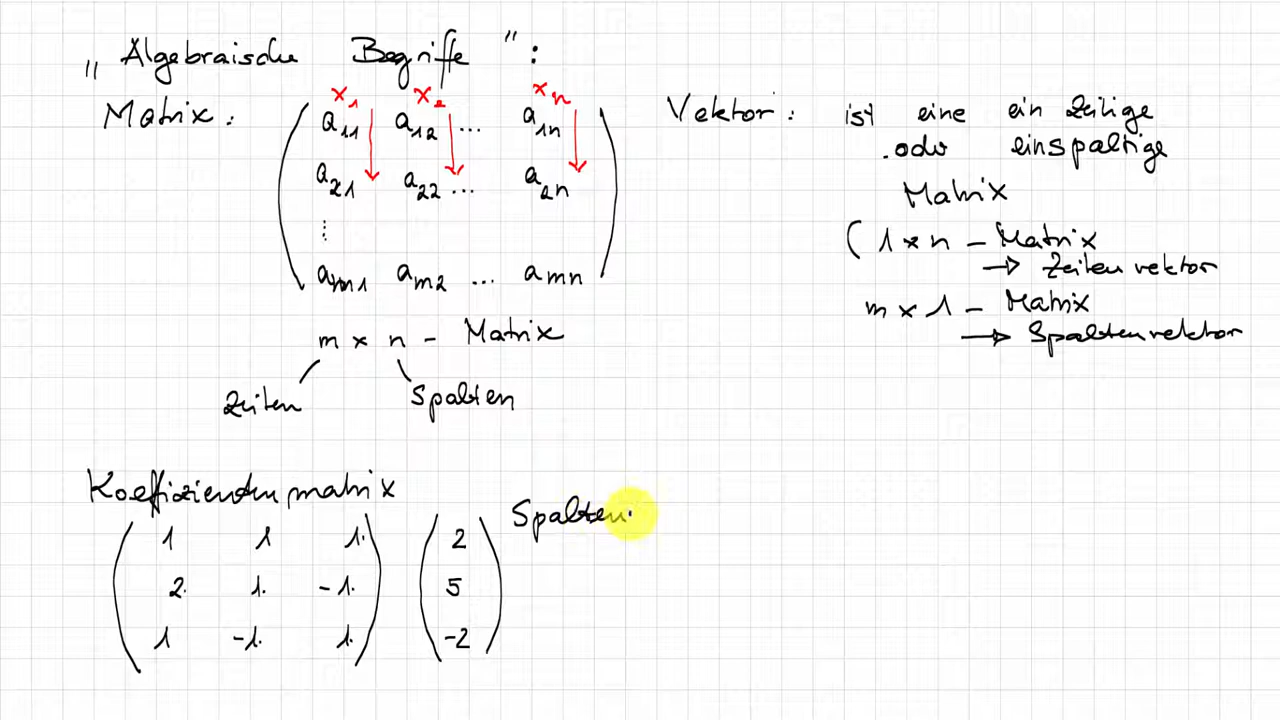 „Algebraische Begriffe":
Matrix:
x₁ x₂ xₙ
a₁₁ a₁₂ ... a₁ₙ
a₂₁ a₂₂ ... a₂ₙ
⋮
aₘ₁ aₘ₂ ... aₘₙ
m × n - Matrix
Zeilen Spalten
Vektor: ist eine ein zeilige
oder einspaltige
Matrix
(1 × n - Matrix
→ Zeilenvektor
m × 1 - Matrix
→ Spaltenvektor
Koeffizientenmatrix
1 1 1
2 1 -1
1 -1 1
2
5
-2
Spalten